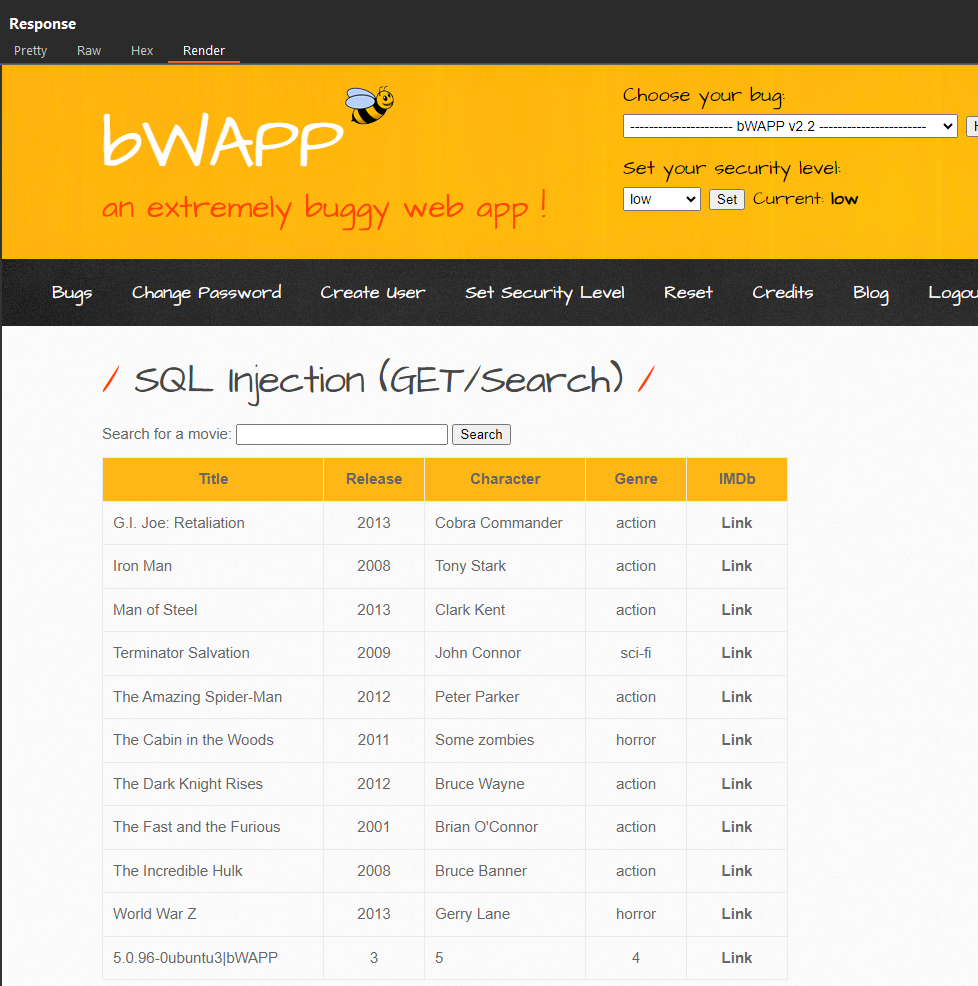 Response
Pretty Raw Hex Render
bWAPP
an extremely buggy web app !
Choose your bug:
---------------------- bWAPP v2.2 -----------------------
Set your security level:
low Set Current: low
Bugs Change Password Create User Set Security Level Reset Credits Blog Logou
/ SQL Injection (GET/Search) /
Search for a movie: Search
Title Release Character Genre IMDb
G.I. Joe: Retaliation 2013 Cobra Commander action Link
Iron Man 2008 Tony Stark action Link
Man of Steel 2013 Clark Kent action Link
Terminator Salvation 2009 John Connor sci-fi Link
The Amazing Spider-Man 2012 Peter Parker action Link
The Cabin in the Woods 2011 Some zombies horror Link
The Dark Knight Rises 2012 Bruce Wayne action Link
The Fast and the Furious 2001 Brian O'Connor action Link
The Incredible Hulk 2008 Bruce Banner action Link
World War Z 2013 Gerry Lane horror Link
5.0.96-0ubuntu3|bWAPP 3 5 4 Link